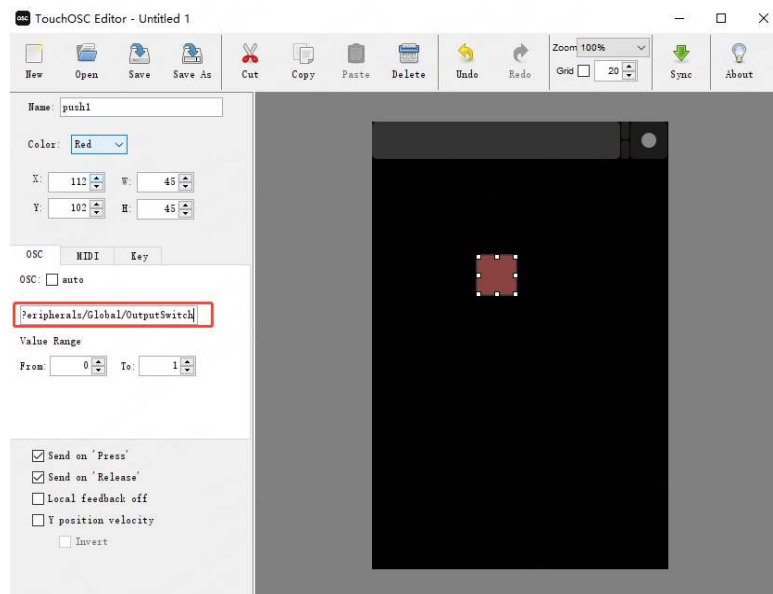 OSC TouchOSC Editor - Untitled 1
New Open Save Save As Cut Copy Paste Delete Undo Redo Zoom 100% Grid 20 Sync About
Name: push1
Color: Red
X: 112 W: 45
Y: 102 H: 45
OSC MIDI Key
OSC: auto
?eripherals/Global/OutputSwitch
Value Range
From: 0 To: 1
Send on 'Press'
Send on 'Release'
Local feedback off
Y position velocity
Invert